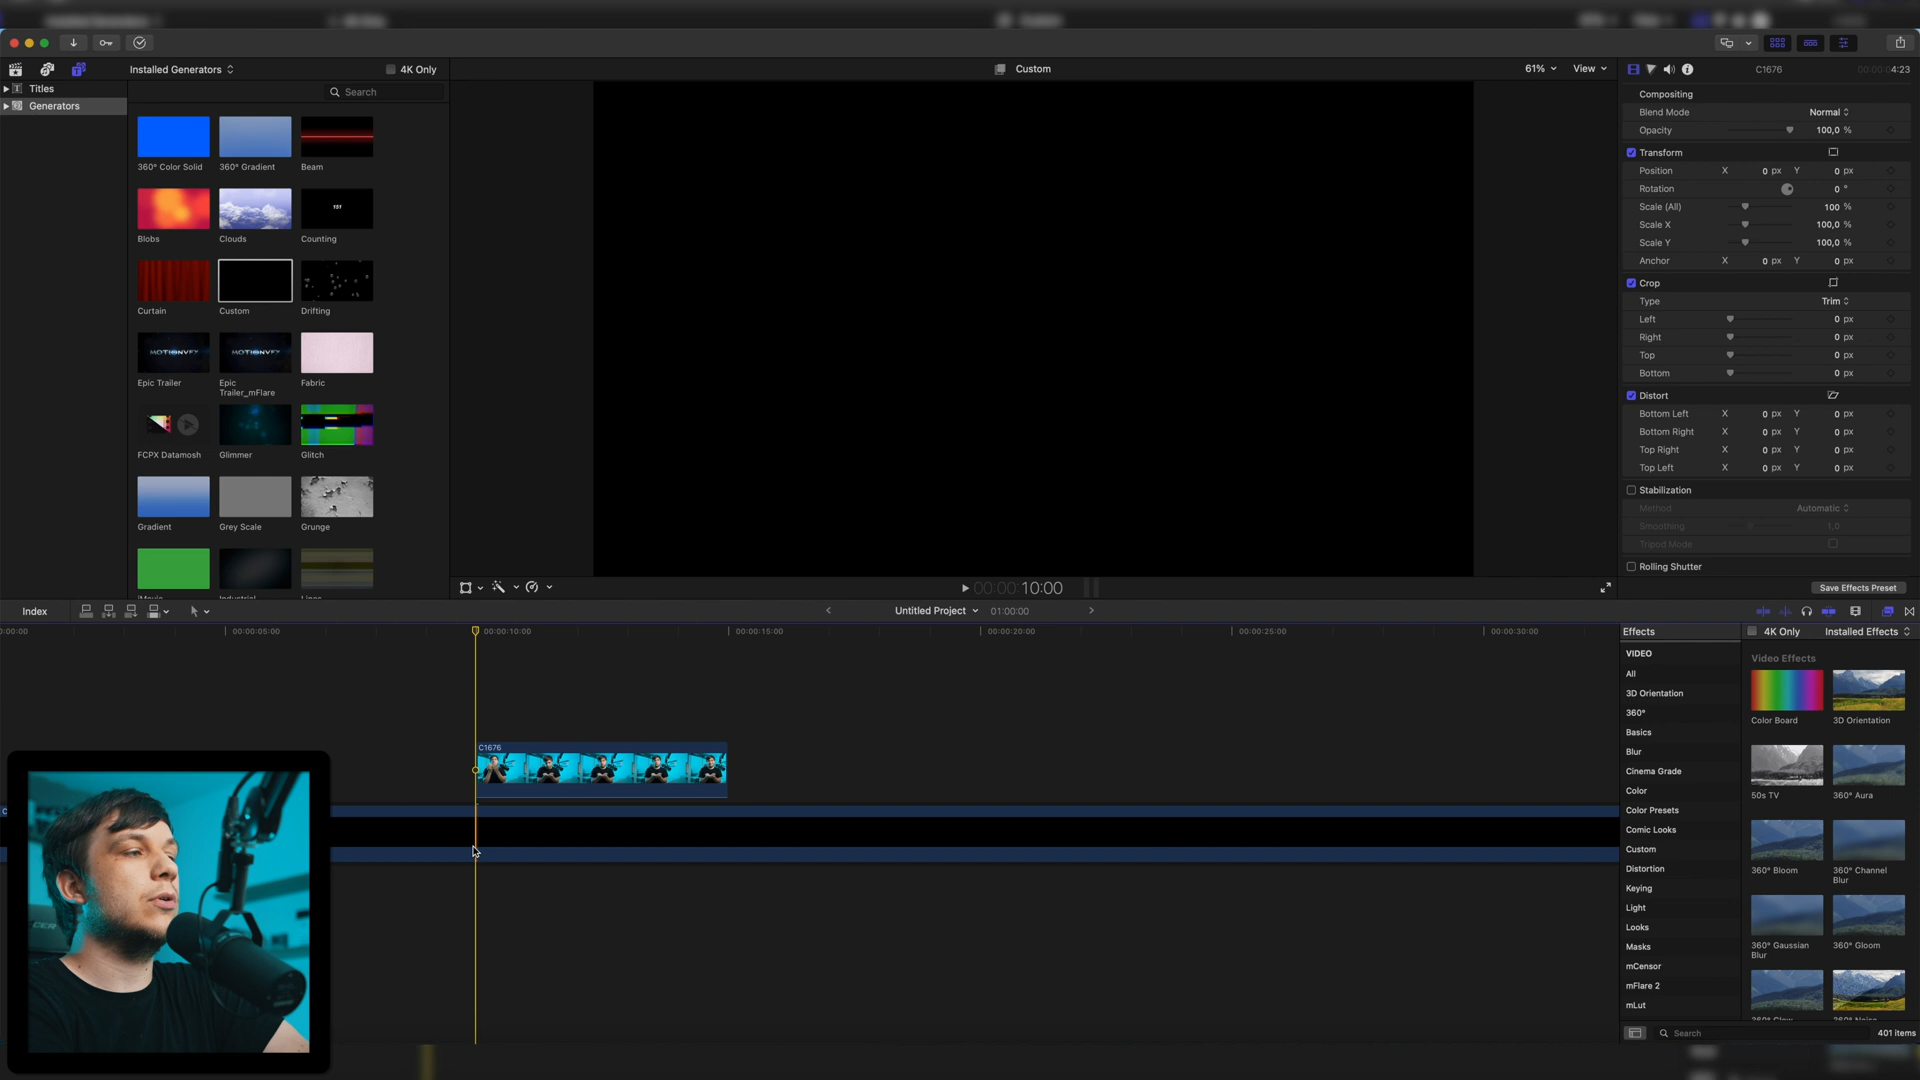 Installed Generators
4K Only
Custom
61%
View
C1676
00:00:04:23
Titles
Generators
Search
360° Color Solid
360° Gradient
Beam
Blobs
Clouds
Counting
Curtain
Custom
Drifting
MOTIONVFX
MOTIONVFX
Epic Trailer
Epic
Trailer_mFlare
Fabric
FCPX Datamosh
Glimmer
Glitch
Gradient
Grey Scale
Grunge
Compositing
Blend Mode
Normal
Opacity
100,0 %
Transform
Position X 0 px Y 0 px
Rotation 0 °
Scale (All) 100 %
Scale X 100,0 %
Scale Y 100,0 %
Anchor X 0 px Y 0 px
Crop
Type Trim
Left 0 px
Right 0 px
Top 0 px
Bottom 0 px
Distort
Bottom Left X 0 px Y 0 px
Bottom Right X 0 px Y 0 px
Top Right X 0 px Y 0 px
Top Left X 0 px Y 0 px
Stabilization
Method Automatic
Smoothing 1,0
Tripod Mode
Rolling Shutter
Save Effects Preset
00:00:10:00
Index
Untitled Project
01:00:00
0:00:00
00:00:05:00
00:00:10:00
00:00:15:00
00:00:20:00
00:00:25:00
00:00:30:00
C1676
Effects
4K Only
Installed Effects
VIDEO
All
3D Orientation
360°
Basics
Blur
Cinema Grade
Color
Color Presets
Comic Looks
Custom
Distortion
Keying
Light
Looks
Masks
mCensor
mFlare 2
mLut
Video Effects
Color Board
3D Orientation
50s TV
360° Aura
360° Bloom
360° Channel
Blur
360° Gaussian
Blur
360° Gloom
Search
401 items